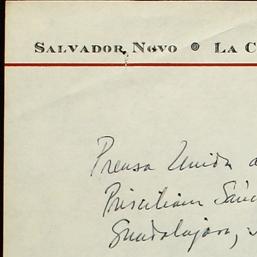 SALVADOR NOVO ● LA C
Prensa Unida d
Prisciliano Sánc
Guadalajara, J